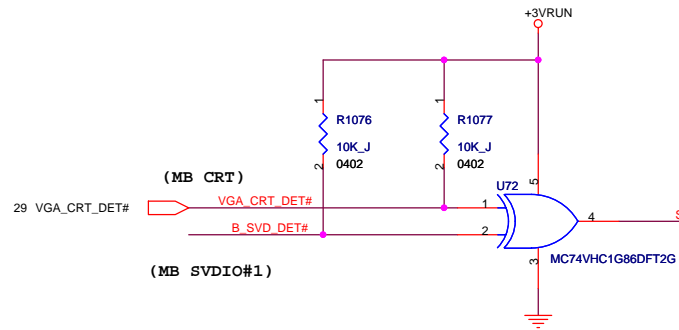 +3VRUN
1
1
R1076
R1077
10K_J
10K_J
2
0402
2
0402
(MB CRT)
U72
5
29 VGA_CRT_DET#
VGA_CRT_DET#
1
4
S
B_SVD_DET#
2
3
MC74VHC1G86DFT2G
(MB SVDIO#1)